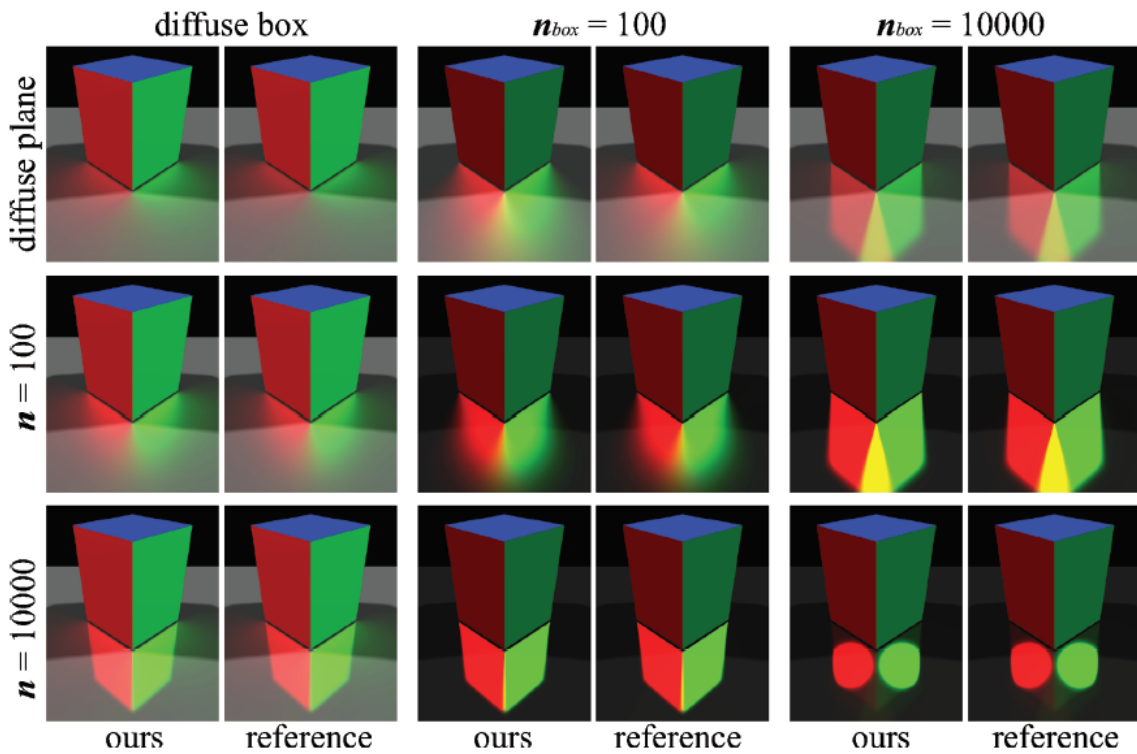 diffuse box
n_box = 100
n_box = 10000
diffuse plane
n = 100
n = 10000
ours
reference
ours
reference
ours
reference